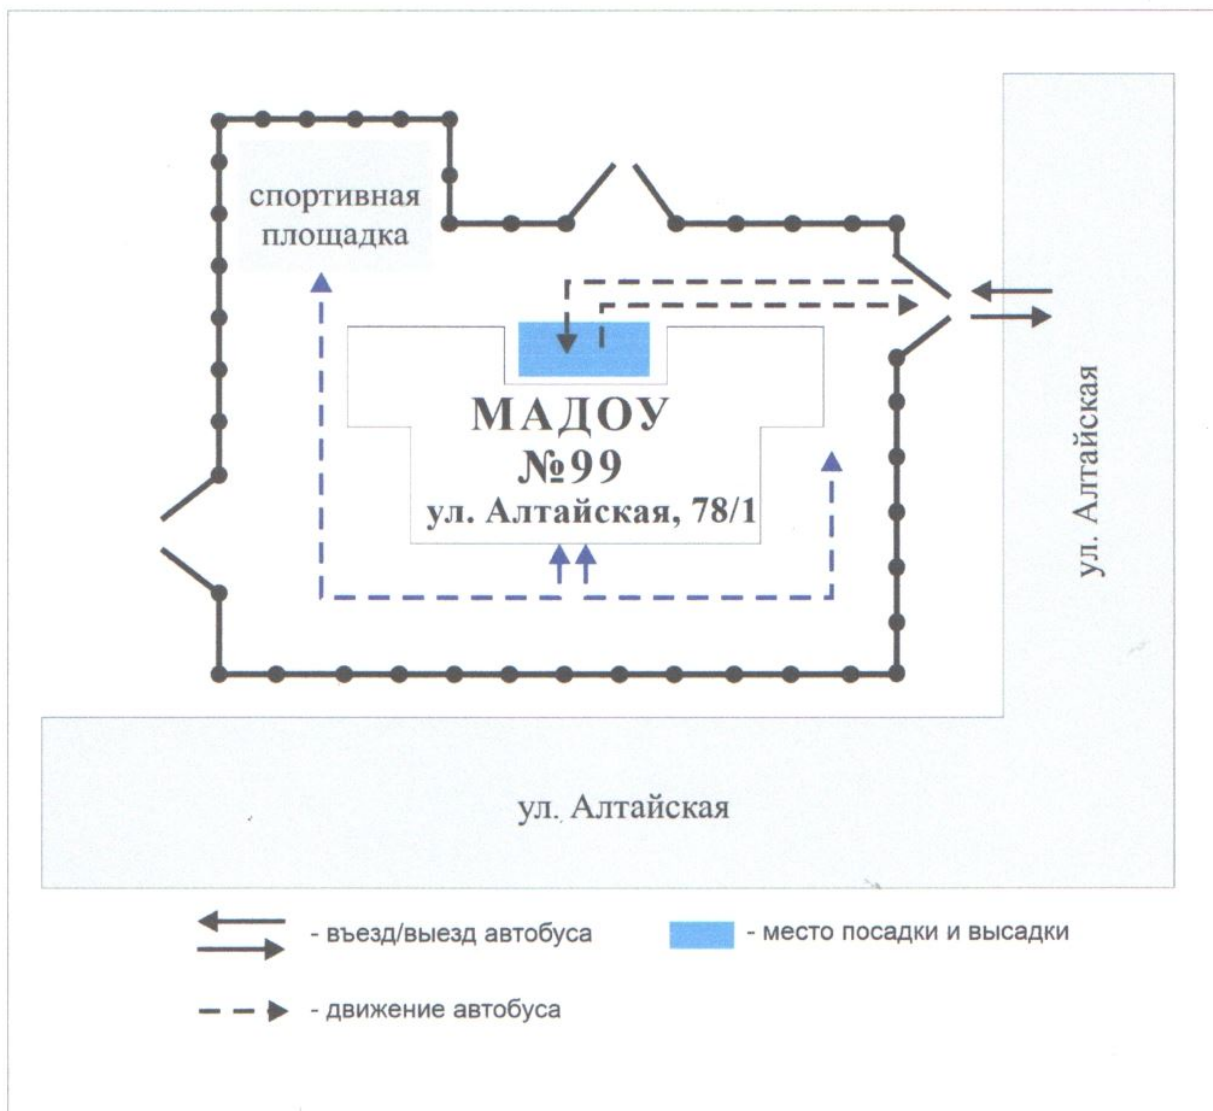 спортивная
площадка
МАДОУ
№99
ул. Алтайская, 78/1
ул. Алтайская
ул. Алтайская
- въезд/выезд автобуса
- место посадки и высадки
- движение автобуса